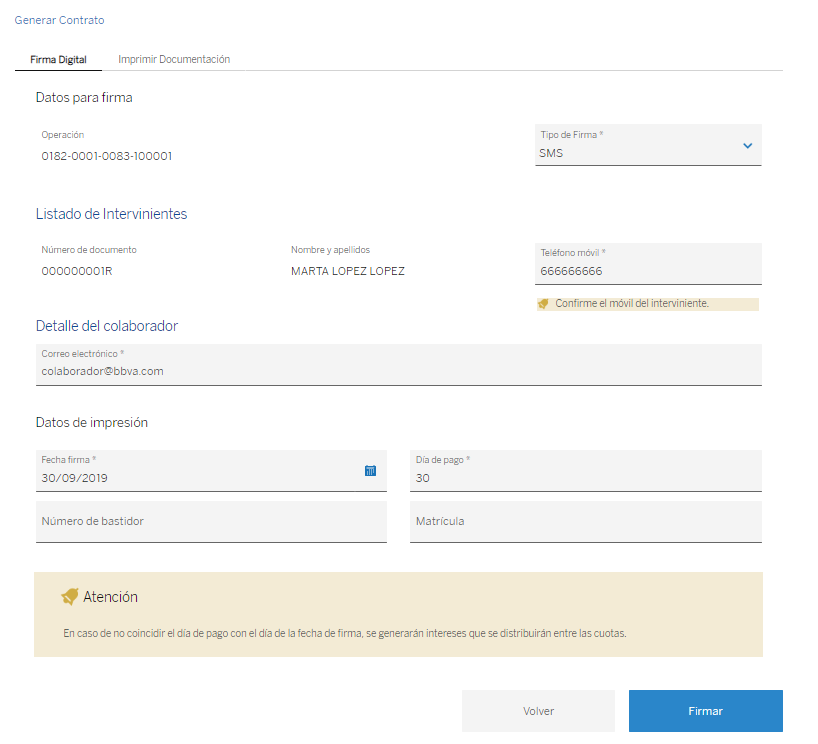 Generar Contrato
Firma Digital
Imprimir Documentación
Datos para firma
Operación
0182-0001-0083-100001
Tipo de Firma *
SMS
Listado de Intervinientes
Número de documento
000000001R
Nombre y apellidos
MARTA LOPEZ LOPEZ
Teléfono móvil *
666666666
Confirme el móvil del interviniente.
Detalle del colaborador
Correo electrónico *
colaborador@bbva.com
Datos de impresión
Fecha firma *
30/09/2019
Día de pago *
30
Número de bastidor
Matrícula
Atención
En caso de no coincidir el día de pago con el día de la fecha de firma, se generarán intereses que se distribuirán entre las cuotas.
Volver
Firmar